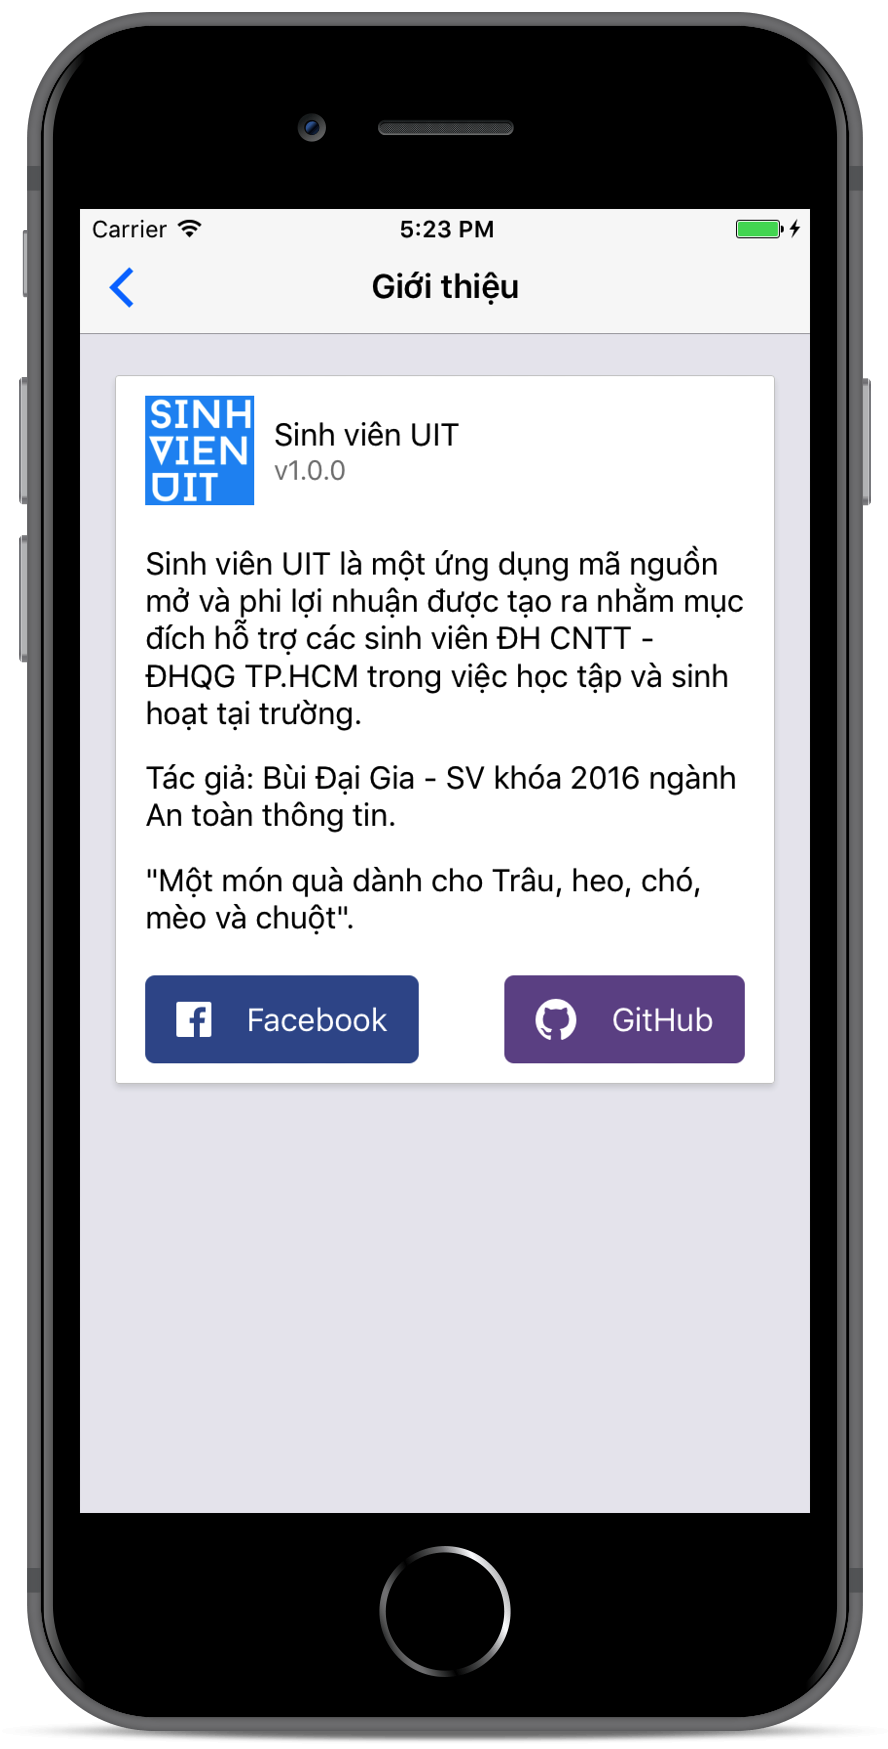 Carrier 5:23 PM
Giới thiệu
SINH
VIEN
UIT
Sinh viên UIT
v1.0.0
Sinh viên UIT là một ứng dụng mã nguồn
mở và phi lợi nhuận được tạo ra nhằm mục
đích hỗ trợ các sinh viên ĐH CNTT -
ĐHQG TP.HCM trong việc học tập và sinh
hoạt tại trường.
Tác giả: Bùi Đại Gia - SV khóa 2016 ngành
An toàn thông tin.
"Một món quà dành cho Trâu, heo, chó,
mèo và chuột".
Facebook GitHub